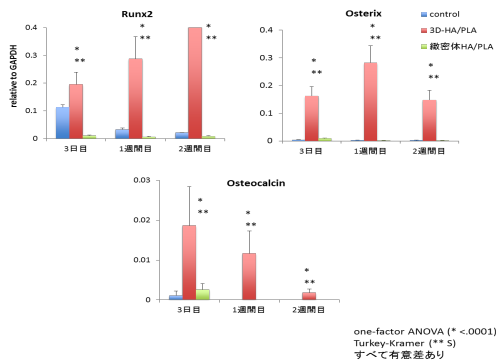 Runx2
Osterix
control
3D-HA/PLA
緻密体HA/PLA
relative to GAPDH
0.4
0.3
0.2
0.1
0
*
**
*
**
*
**
3日目
1週間目
2週間目
0.4
0.3
0.2
0.1
0
*
**
*
**
*
**
3日目
1週間目
2週間目
Osteocalcin
0.03
0.02
0.01
0
*
**
*
**
*
**
3日目
1週間目
2週間目
one-factor ANOVA (* <.0001)
Turkey-Kramer (** S)
すべて有意差あり